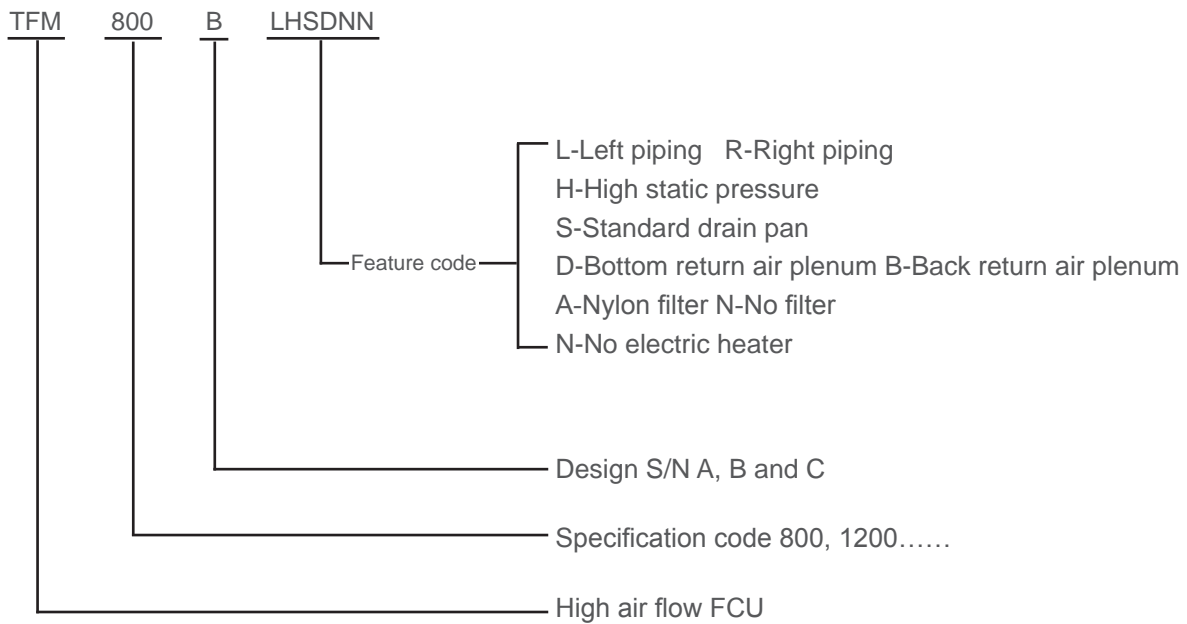 TFM 800 B LHSDNN
L-Left piping R-Right piping
H-High static pressure
S-Standard drain pan
Feature code
D-Bottom return air plenum B-Back return air plenum
A-Nylon filter N-No filter
N-No electric heater
Design S/N A, B and C
Specification code 800, 1200……
High air flow FCU